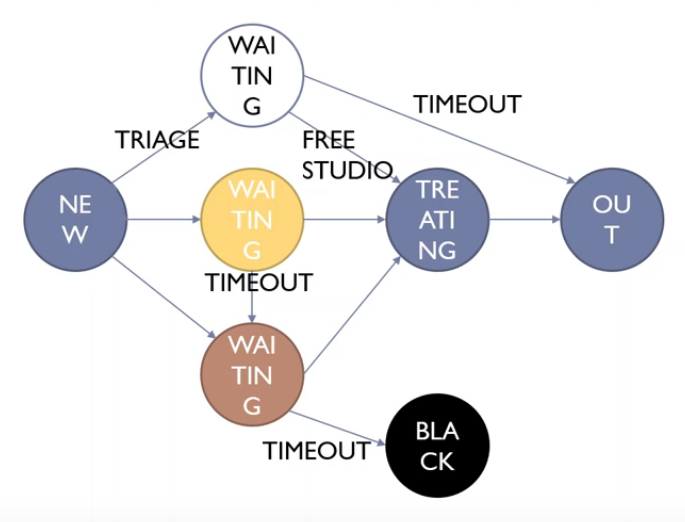 WAI
TIN
G
TIMEOUT
TRIAGE
FREE
STUDIO
NE
W
WAI
TIN
G
TRE
ATI
NG
OU
T
TIMEOUT
WAI
TIN
G
TIMEOUT
BLA
CK